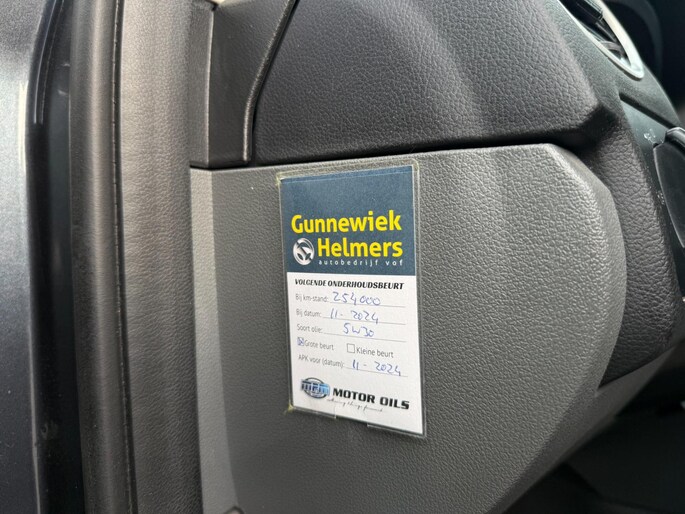 Gunnewiek
Helmers
autobedrijf vof
VOLGENDE ONDERHOUDSBEURT
Bij km-stand: 254000
Bij datum: 11-2024
Soort olie: 5W30
Grote beurt Kleine beurt
APK voor (datum): 11-2024
MPM MOTOR OILS